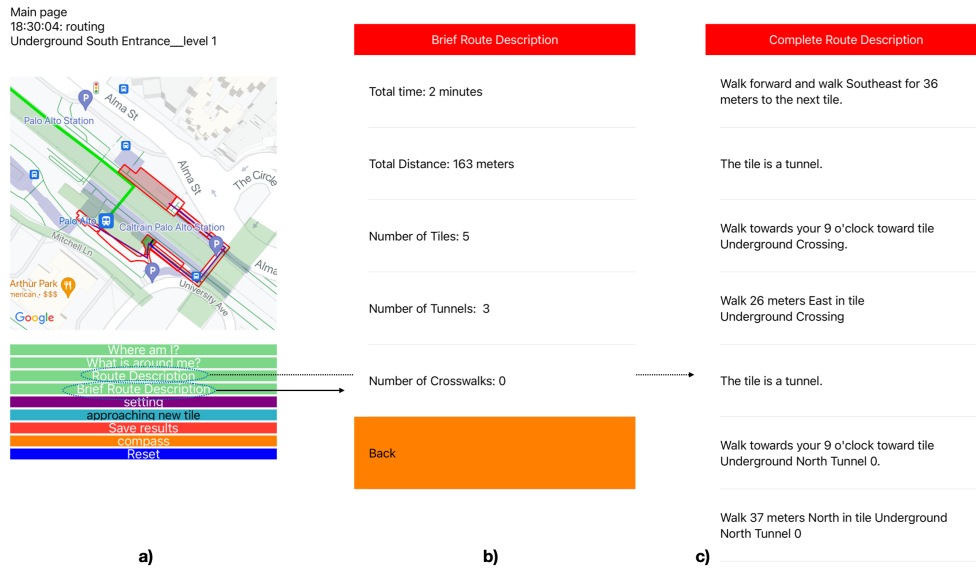 Main page
18:30:04: routing
Underground South Entrance__level 1
Alma St
Palo Alto Station
P
Alma St
The Circle
Palo Alto
Caltrain Palo Alto Station
P
Mitchell Ln
P
Alma
Arthur Park
merican - $$$
University Ave
Google
Where am I?
What is around me?
Route Description
Brief Route Description
setting
approaching new tile
Save results
compass
Reset
a)
Brief Route Description
Total time: 2 minutes
Total Distance: 163 meters
Number of Tiles: 5
Number of Tunnels: 3
Number of Crosswalks: 0
Back
b)
Complete Route Description
Walk forward and walk Southeast for 36
meters to the next tile.
The tile is a tunnel.
Walk towards your 9 o'clock toward tile
Underground Crossing.
Walk 26 meters East in tile
Underground Crossing
The tile is a tunnel.
Walk towards your 9 o'clock toward tile
Underground North Tunnel 0.
Walk 37 meters North in tile Underground
North Tunnel 0
c)